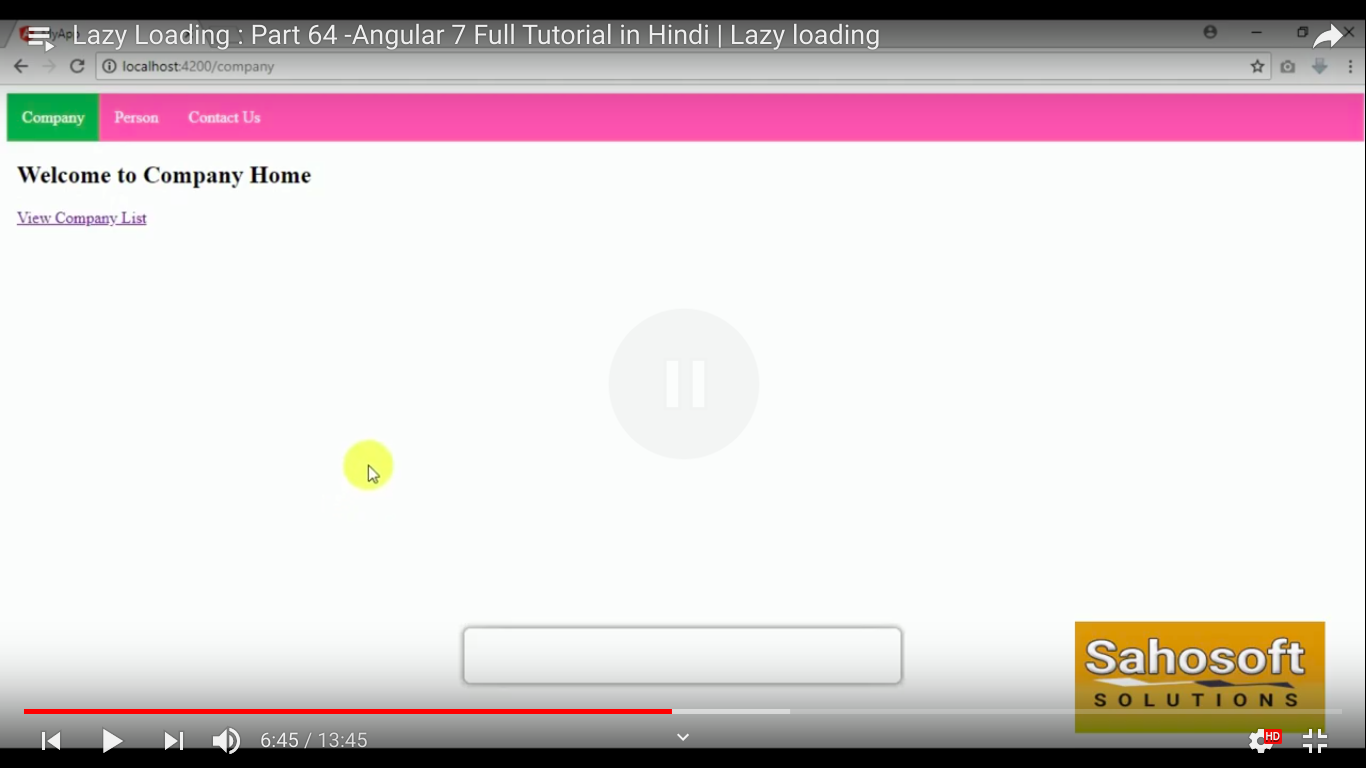 MyApp
Lazy Loading : Part 64 -Angular 7 Full Tutorial in Hindi | Lazy loading
localhost:4200/company
Company Person Contact Us
Welcome to Company Home
View Company List
Sahosoft
SOLUTIONS
6:45 / 13:45
HD